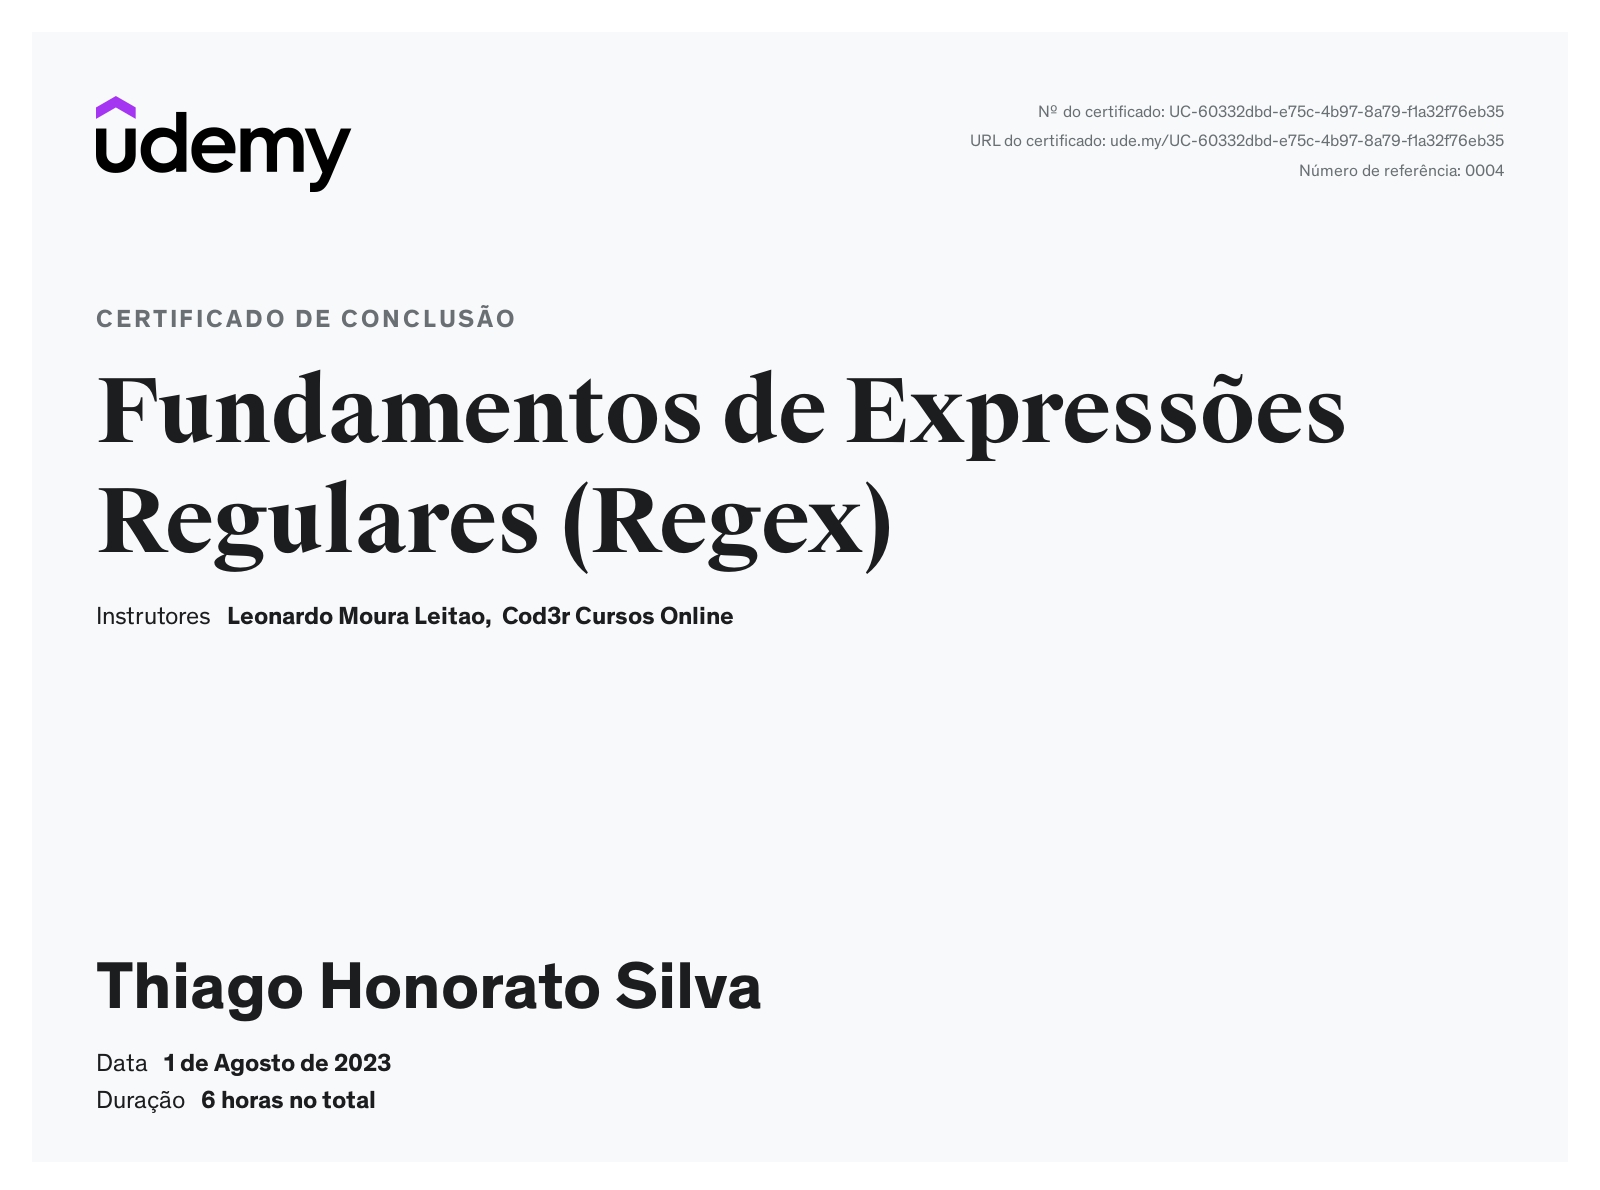 udemy
Nº do certificado: UC-60332dbd-e75c-4b97-8a79-f1a32f76eb35
URL do certificado: ude.my/UC-60332dbd-e75c-4b97-8a79-f1a32f76eb35
Número de referência: 0004
CERTIFICADO DE CONCLUSÃO
Fundamentos de Expressões
Regulares (Regex)
Instrutores Leonardo Moura Leitao, Cod3r Cursos Online
Thiago Honorato Silva
Data 1 de Agosto de 2023
Duração 6 horas no total